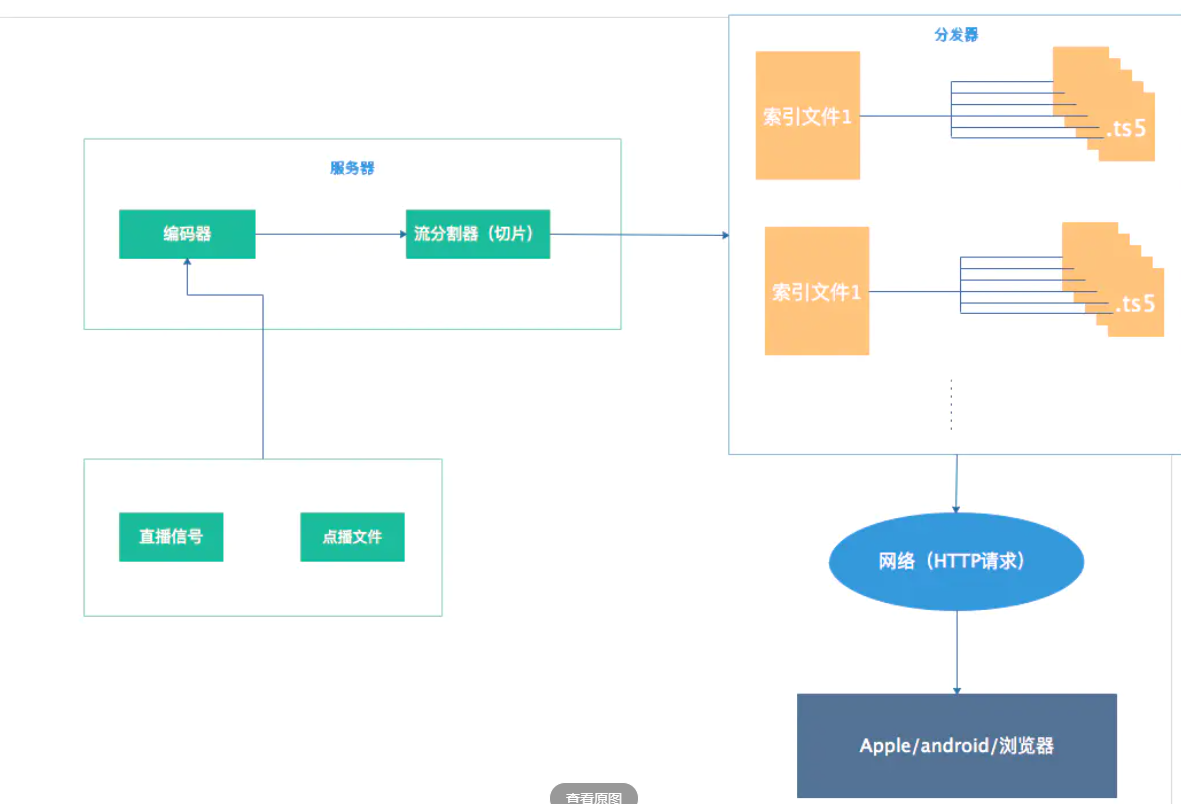 分发器
索引文件1
.ts5
服务器
编码器
流分割器（切片）
索引文件1
.ts5
直播信号
点播文件
网络（HTTP请求）
Apple/android/浏览器
查看原图